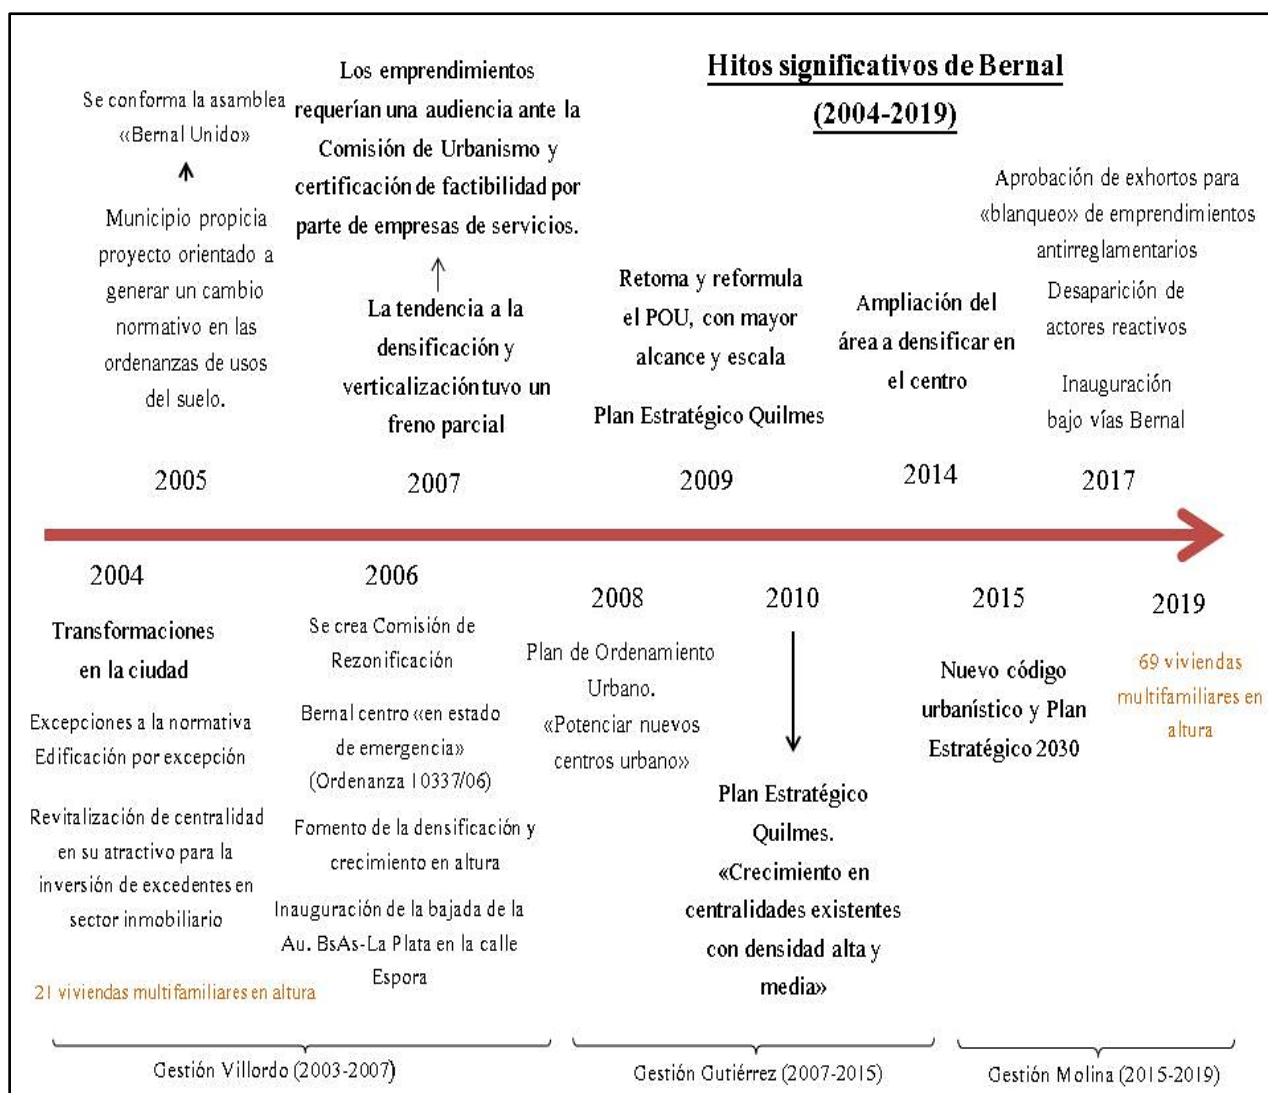 Hitos significativos de Bernal
(2004-2019)
Se conforma la asamblea
«Bernal Unido»
Municipio propicia
proyecto orientado a
generar un cambio
normativo en las
ordenanzas de usos
del suelo.
2005
Los emprendimientos
requerían una audiencia ante la
Comisión de Urbanismo y
certificación de factibilidad por
parte de empresas de servicios.
La tendencia a la
densificación y
verticalización tuvo un
freno parcial
2007
Retoma y reformula
el POU, con mayor
alcance y escala
Plan Estratégico Quilmes
2009
Ampliación del
área a densificar en
el centro
2014
Aprobación de exhortos para
«blanqueo» de emprendimientos
antirreglamentarios
Desaparición de
actores reactivos
Inauguración
bajo vías Bernal
2017
2004
Transformaciones
en la ciudad
Excepciones a la normativa
Edificación por excepción
Revitalización de centralidad
en su atractivo para la
inversión de excedentes en
sector inmobiliario
21 viviendas multifamiliares en altura
2006
Se crea Comisión de
Rezonificación
Bernal centro «en estado
de emergencia»
(Ordenanza 10337/06)
Fomento de la densificación y
crecimiento en altura
Inauguración de la bajada de la
Au. BsAs-La Plata en la calle
Espora
2008
Plan de Ordenamiento
Urbano.
«Potenciar nuevos
centros urbano»
2010
Plan Estratégico
Quilmes.
«Crecimiento en
centralidades existentes
con densidad alta y
media»
2015
Nuevo código
urbanístico y Plan
Estratégico 2030
2019
69 viviendas
multifamiliares en
altura
Gestión Villordo (2003-2007)
Gestión Gutiérrez (2007-2015)
Gestión Molina (2015-2019)